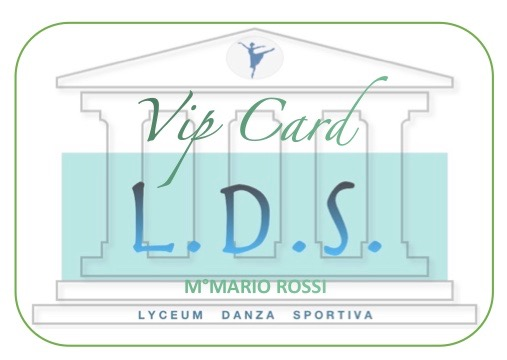 Vip Card
L.D.S.
M°MARIO ROSSI
LYCEUM DANZA SPORTIVA